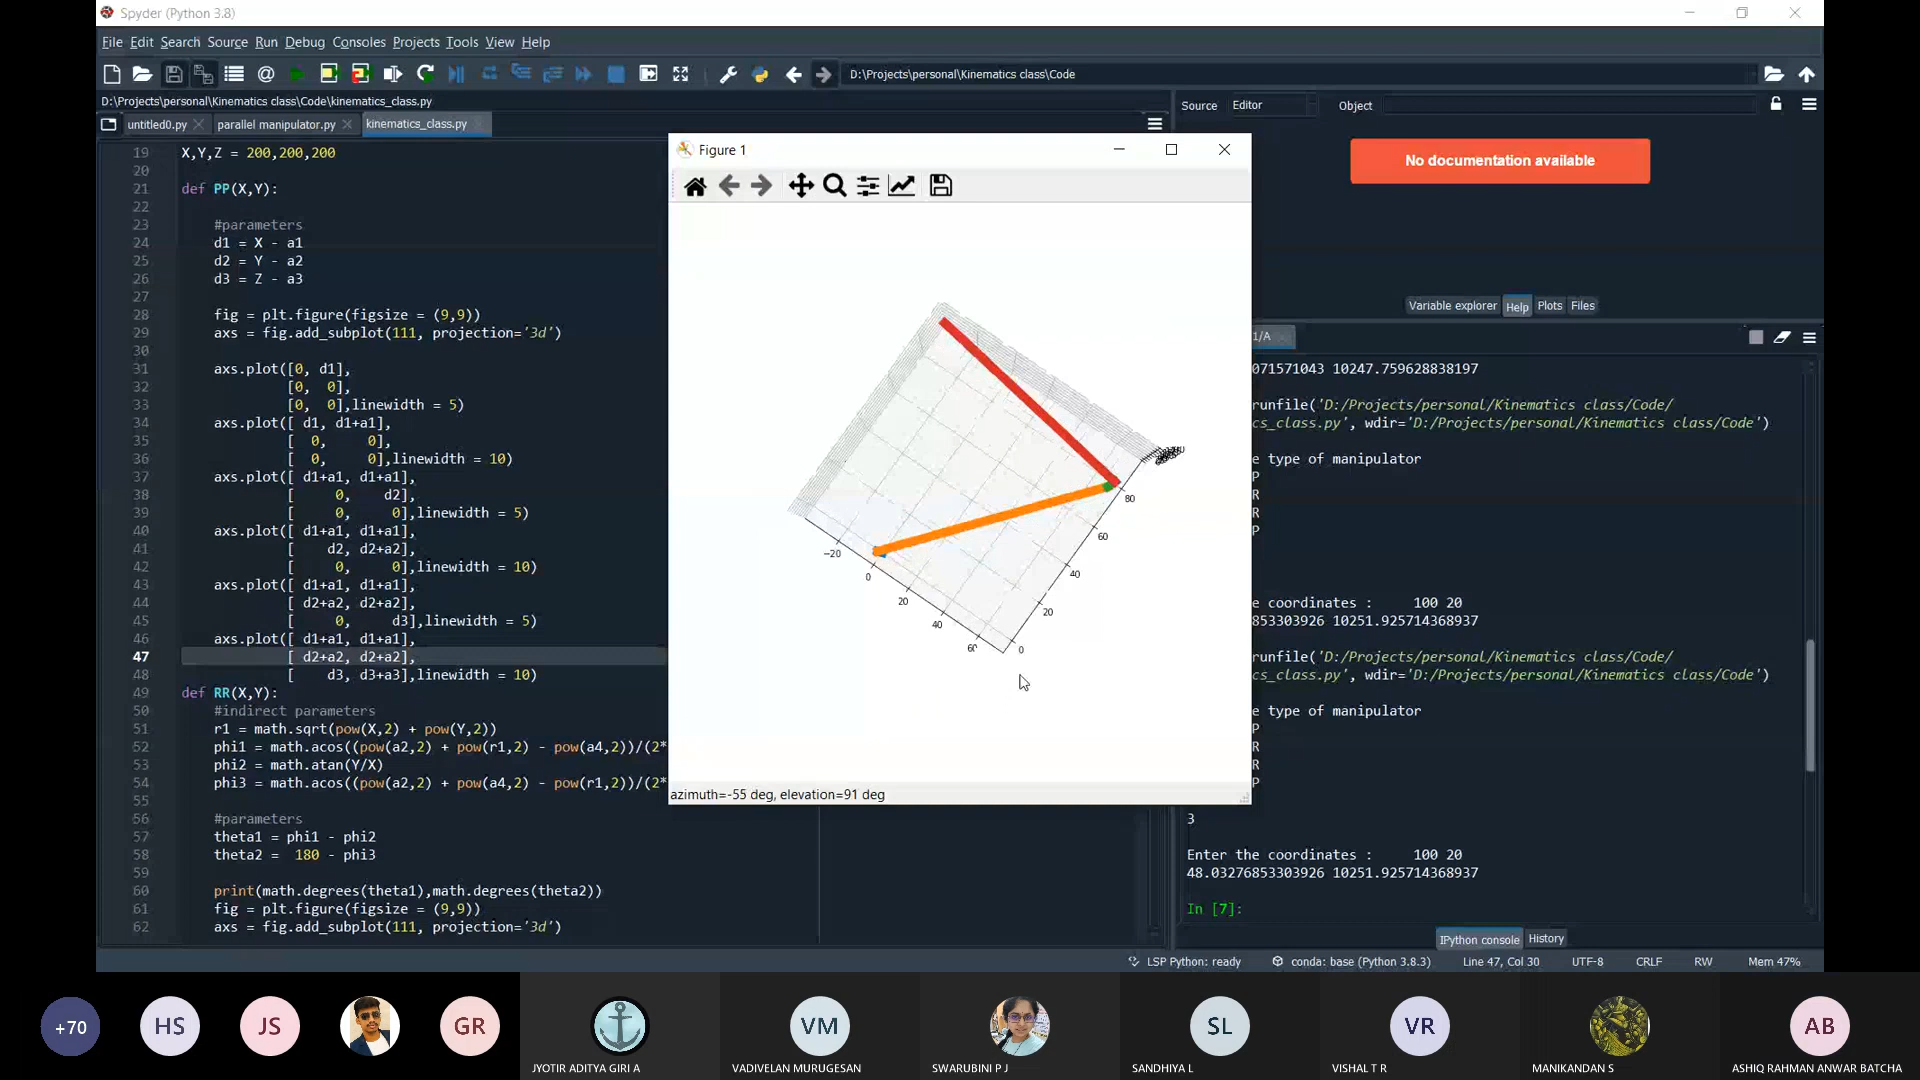 Spyder (Python 3.8)
File Edit Search Source Run Debug Consoles Projects Tools View Help
D:\Projects\personal\Kinematics class\Code
D:\Projects\personal\Kinematics class\Code\kinematics_class.py
untitled0.py parallel manipulator.py kinematics_class.py
19 X,Y,Z = 200,200,200
20
21 def PP(X,Y):
22
23 #parameters
24 d1 = X - a1
25 d2 = Y - a2
26 d3 = Z - a3
27
28 fig = plt.figure(figsize = (9,9))
29 axs = fig.add_subplot(111, projection='3d')
30
31 axs.plot([0, d1],
32 [0, 0],
33 [0, 0],linewidth = 5)
34 axs.plot([ d1, d1+a1],
35 [ 0, 0],
36 [ 0, 0],linewidth = 10)
37 axs.plot([ d1+a1, d1+a1],
38 [ 0, d2],
39 [ 0, 0],linewidth = 5)
40 axs.plot([ d1+a1, d1+a1],
41 [ d2, d2+a2],
42 [ 0, 0],linewidth = 10)
43 axs.plot([ d1+a1, d1+a1],
44 [ d2+a2, d2+a2],
45 [ 0, d3],linewidth = 5)
46 axs.plot([ d1+a1, d1+a1],
47 [ d2+a2, d2+a2],
48 [ d3, d3+a3],linewidth = 10)
49 def RR(X,Y):
50 #indirect parameters
51 r1 = math.sqrt(pow(X,2) + pow(Y,2))
52 phi1 = math.acos((pow(a2,2) + pow(r1,2) - pow(a4,2))/(2*
53 phi2 = math.atan(Y/X)
54 phi3 = math.acos((pow(a2,2) + pow(a4,2) - pow(r1,2))/(2*
55
56 #parameters
57 theta1 = phi1 - phi2
58 theta2 = 180 - phi3
59
60 print(math.degrees(theta1),math.degrees(theta2))
61 fig = plt.figure(figsize = (9,9))
62 axs = fig.add_subplot(111, projection='3d')
Figure 1
−20
0
20
40
60
0
20
40
60
80
azimuth=-55 deg, elevation=91 deg
Source Editor Object
No documentation available
Variable explorer Help Plots Files
1/A
071571043 10247.759628838197
runfile('D:/Projects/personal/Kinematics class/Code/
cs_class.py', wdir='D:/Projects/personal/Kinematics class/Code')
e type of manipulator
P
R
R
P
e coordinates : 100 20
853303926 10251.925714368937
runfile('D:/Projects/personal/Kinematics class/Code/
cs_class.py', wdir='D:/Projects/personal/Kinematics class/Code')
e type of manipulator
P
R
R
P
3
Enter the coordinates : 100 20
48.03276853303926 10251.925714368937
In [7]:
IPython console History
LSP Python: ready conda: base (Python 3.8.3) Line 47, Col 30 UTF-8 CRLF RW Mem 47%
+70 HS JS GR VM SL VR AB
JYOTIR ADITYA GIRI A VADIVELAN MURUGESAN SWARUBINI P J SANDHIYA L VISHAL T R MANIKANDAN S ASHIQ RAHMAN ANWAR BATCHA